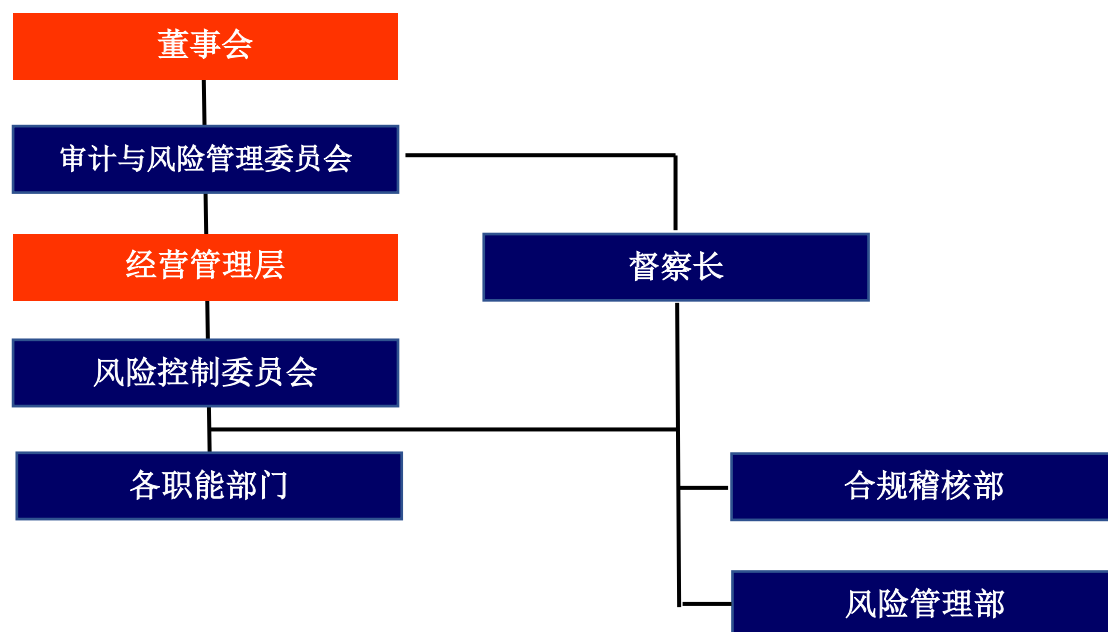 董事会
审计与风险管理委员会
经营管理层
督察长
风险控制委员会
各职能部门
合规稽核部
风险管理部